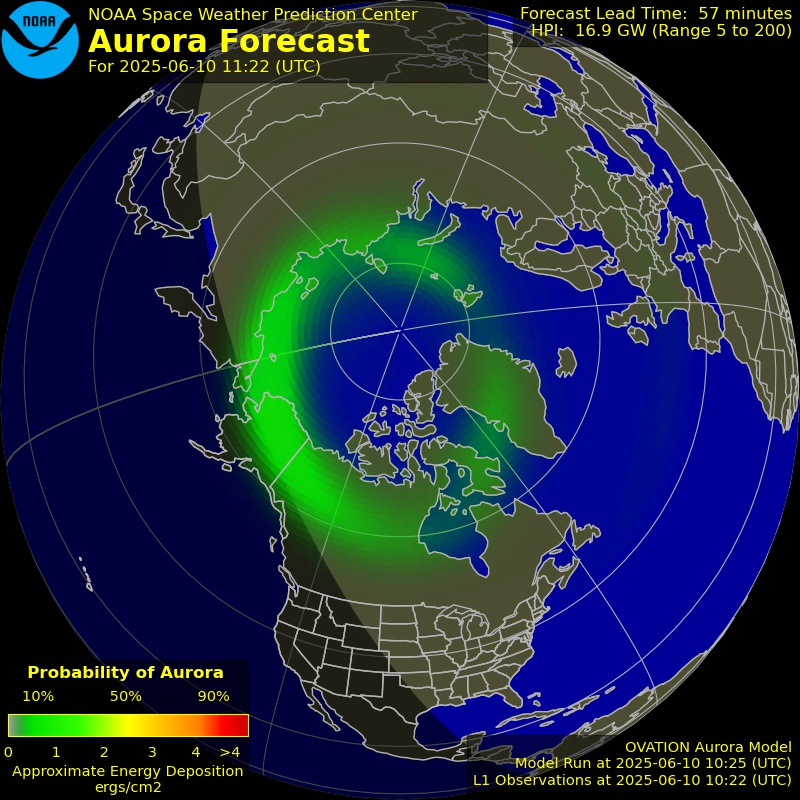 NOAA
NOAA Space Weather Prediction Center
Aurora Forecast
For 2025-06-10 11:22 (UTC)
Forecast Lead Time:  57 minutes
HPI:  16.9 GW (Range 5 to 200)
Probability of Aurora
10% 50% 90%
0 1 2 3 4 >4
Approximate Energy Deposition
ergs/cm2
OVATION Aurora Model
Model Run at 2025-06-10 10:25 (UTC)
L1 Observations at 2025-06-10 10:22 (UTC)